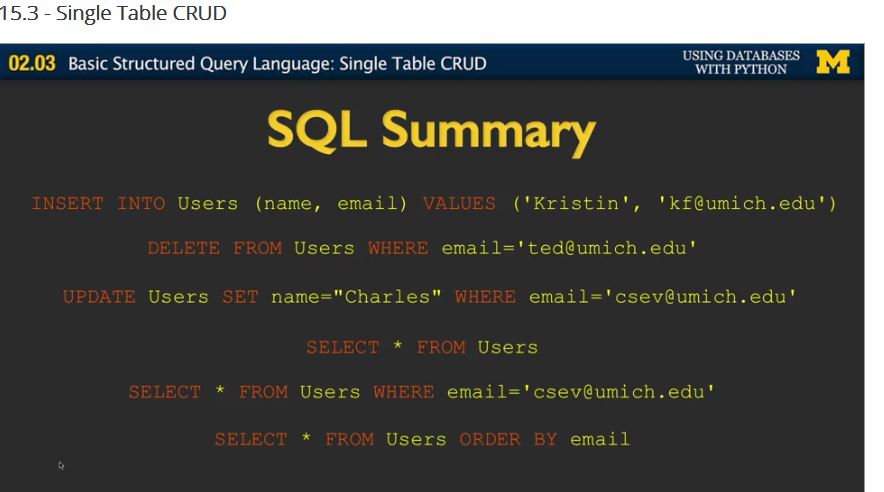 15.3 - Single Table CRUD
02.03 Basic Structured Query Language: Single Table CRUD
USING DATABASES
WITH PYTHON
M
SQL Summary
INSERT INTO Users (name, email) VALUES ('Kristin', 'kf@umich.edu')
DELETE FROM Users WHERE email='ted@umich.edu'
UPDATE Users SET name="Charles" WHERE email='csev@umich.edu'
SELECT * FROM Users
SELECT * FROM Users WHERE email='csev@umich.edu'
SELECT * FROM Users ORDER BY email